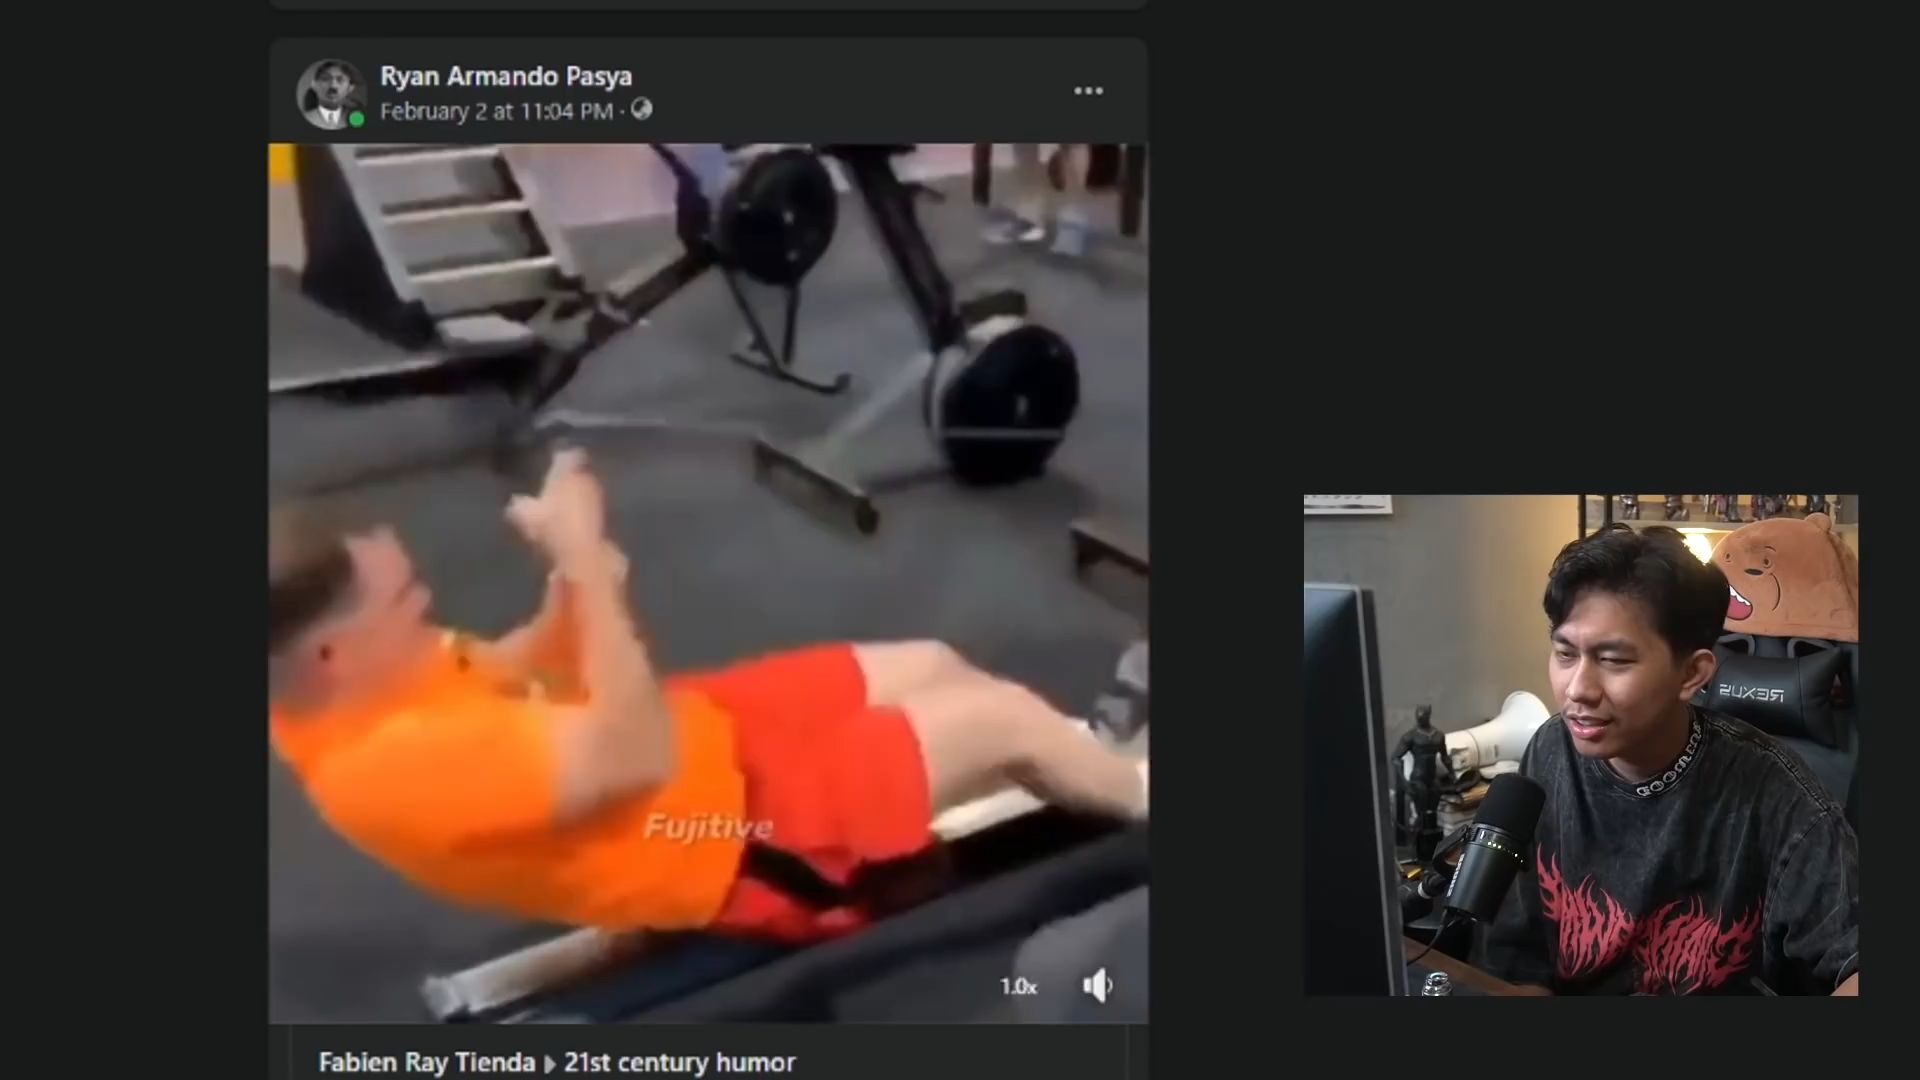 Ryan Armando Pasya
February 2 at 11:04 PM ·
Fujitive
1.0x
Fabien Ray Tienda ▸ 21st century humor
REXUS